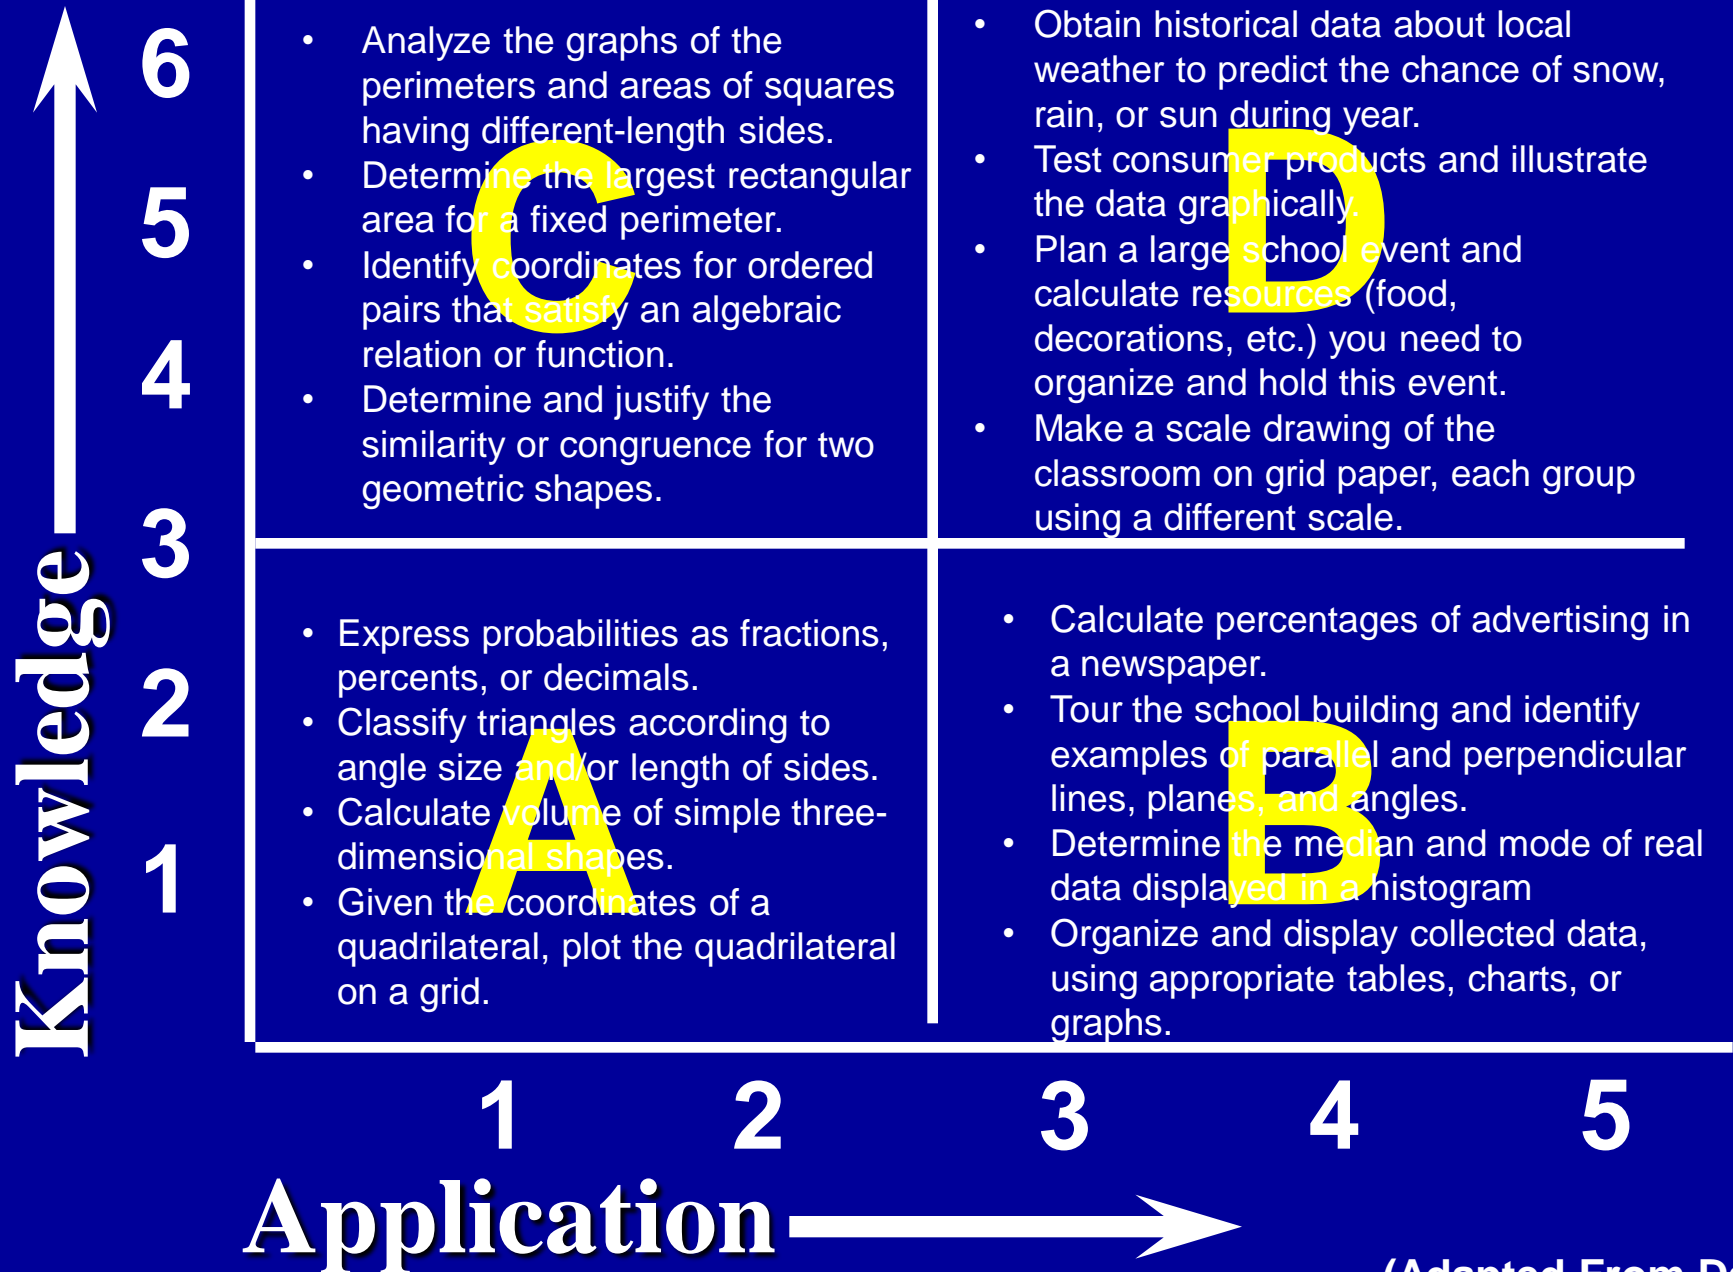 6
5
4
3
2
1
Knowledge
C
• Analyze the graphs of the
perimeters and areas of squares
having different-length sides.
• Determine the largest rectangular
area for a fixed perimeter.
• Identify coordinates for ordered
pairs that satisfy an algebraic
relation or function.
• Determine and justify the
similarity or congruence for two
geometric shapes.
D
• Obtain historical data about local
weather to predict the chance of snow,
rain, or sun during year.
• Test consumer products and illustrate
the data graphically.
• Plan a large school event and
calculate resources (food,
decorations, etc.) you need to
organize and hold this event.
• Make a scale drawing of the
classroom on grid paper, each group
using a different scale.
A
• Express probabilities as fractions,
percents, or decimals.
• Classify triangles according to
angle size and/or length of sides.
• Calculate volume of simple three-
dimensional shapes.
• Given the coordinates of a
quadrilateral, plot the quadrilateral
on a grid.
B
• Calculate percentages of advertising in
a newspaper.
• Tour the school building and identify
examples of parallel and perpendicular
lines, planes, and angles.
• Determine the median and mode of real
data displayed in a histogram
• Organize and display collected data,
using appropriate tables, charts, or
graphs.
1 2 3 4 5
Application
(Adapted From